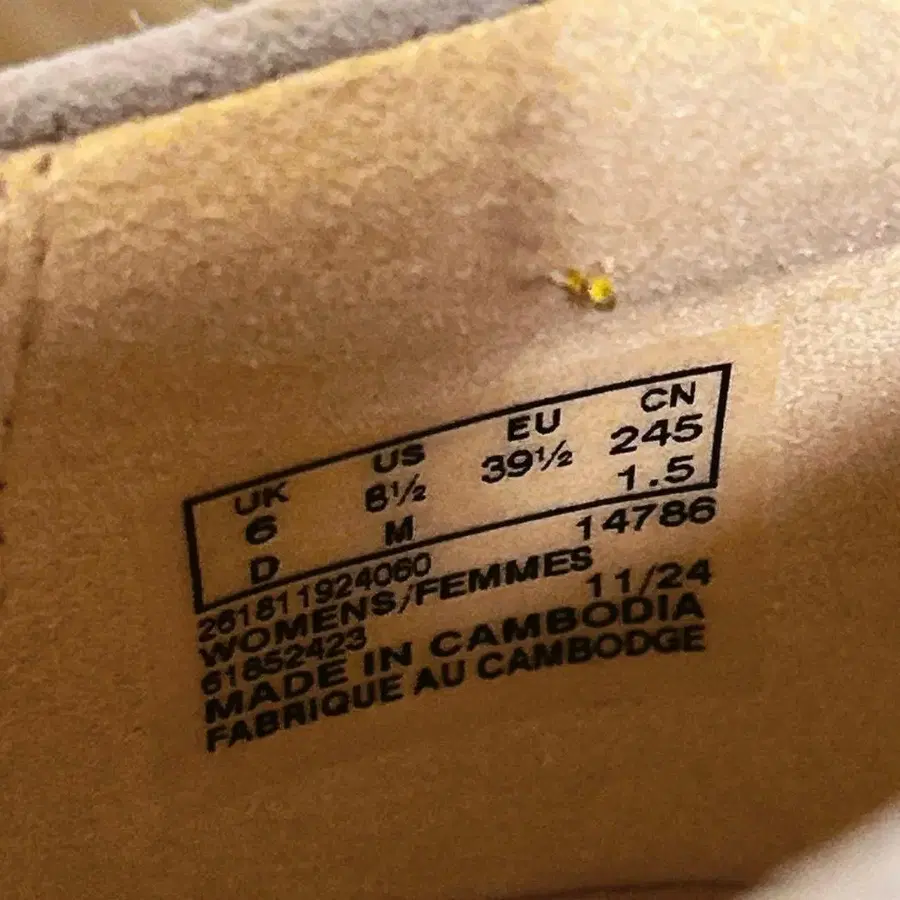 UK US EU CN
6 8½ 39½ 245
D M 1.5
261811924060 14786
WOMENS/FEMMES
61852423 11/24
MADE IN CAMBODIA
FABRIQUE AU CAMBODGE